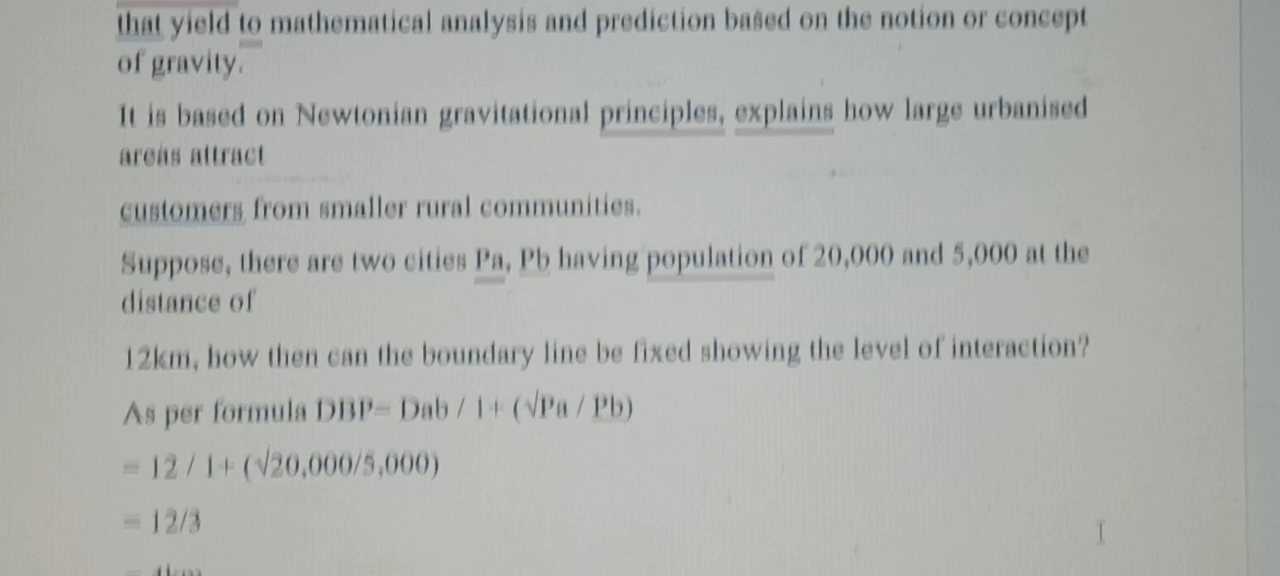 that yield to mathematical analysis and prediction based on the notion or concept
of gravity.
It is based on Newtonian gravitational principles, explains how large urbanised
areas attract
customers from smaller rural communities.
Suppose, there are two cities Pa, Pb having population of 20,000 and 5,000 at the
distance of
12km, how then can the boundary line be fixed showing the level of interaction?
As per formula DBP= Dab / 1+ (√Pa / Pb)
= 12 / 1+ (√20,000/5,000)
= 12/3
= 4km